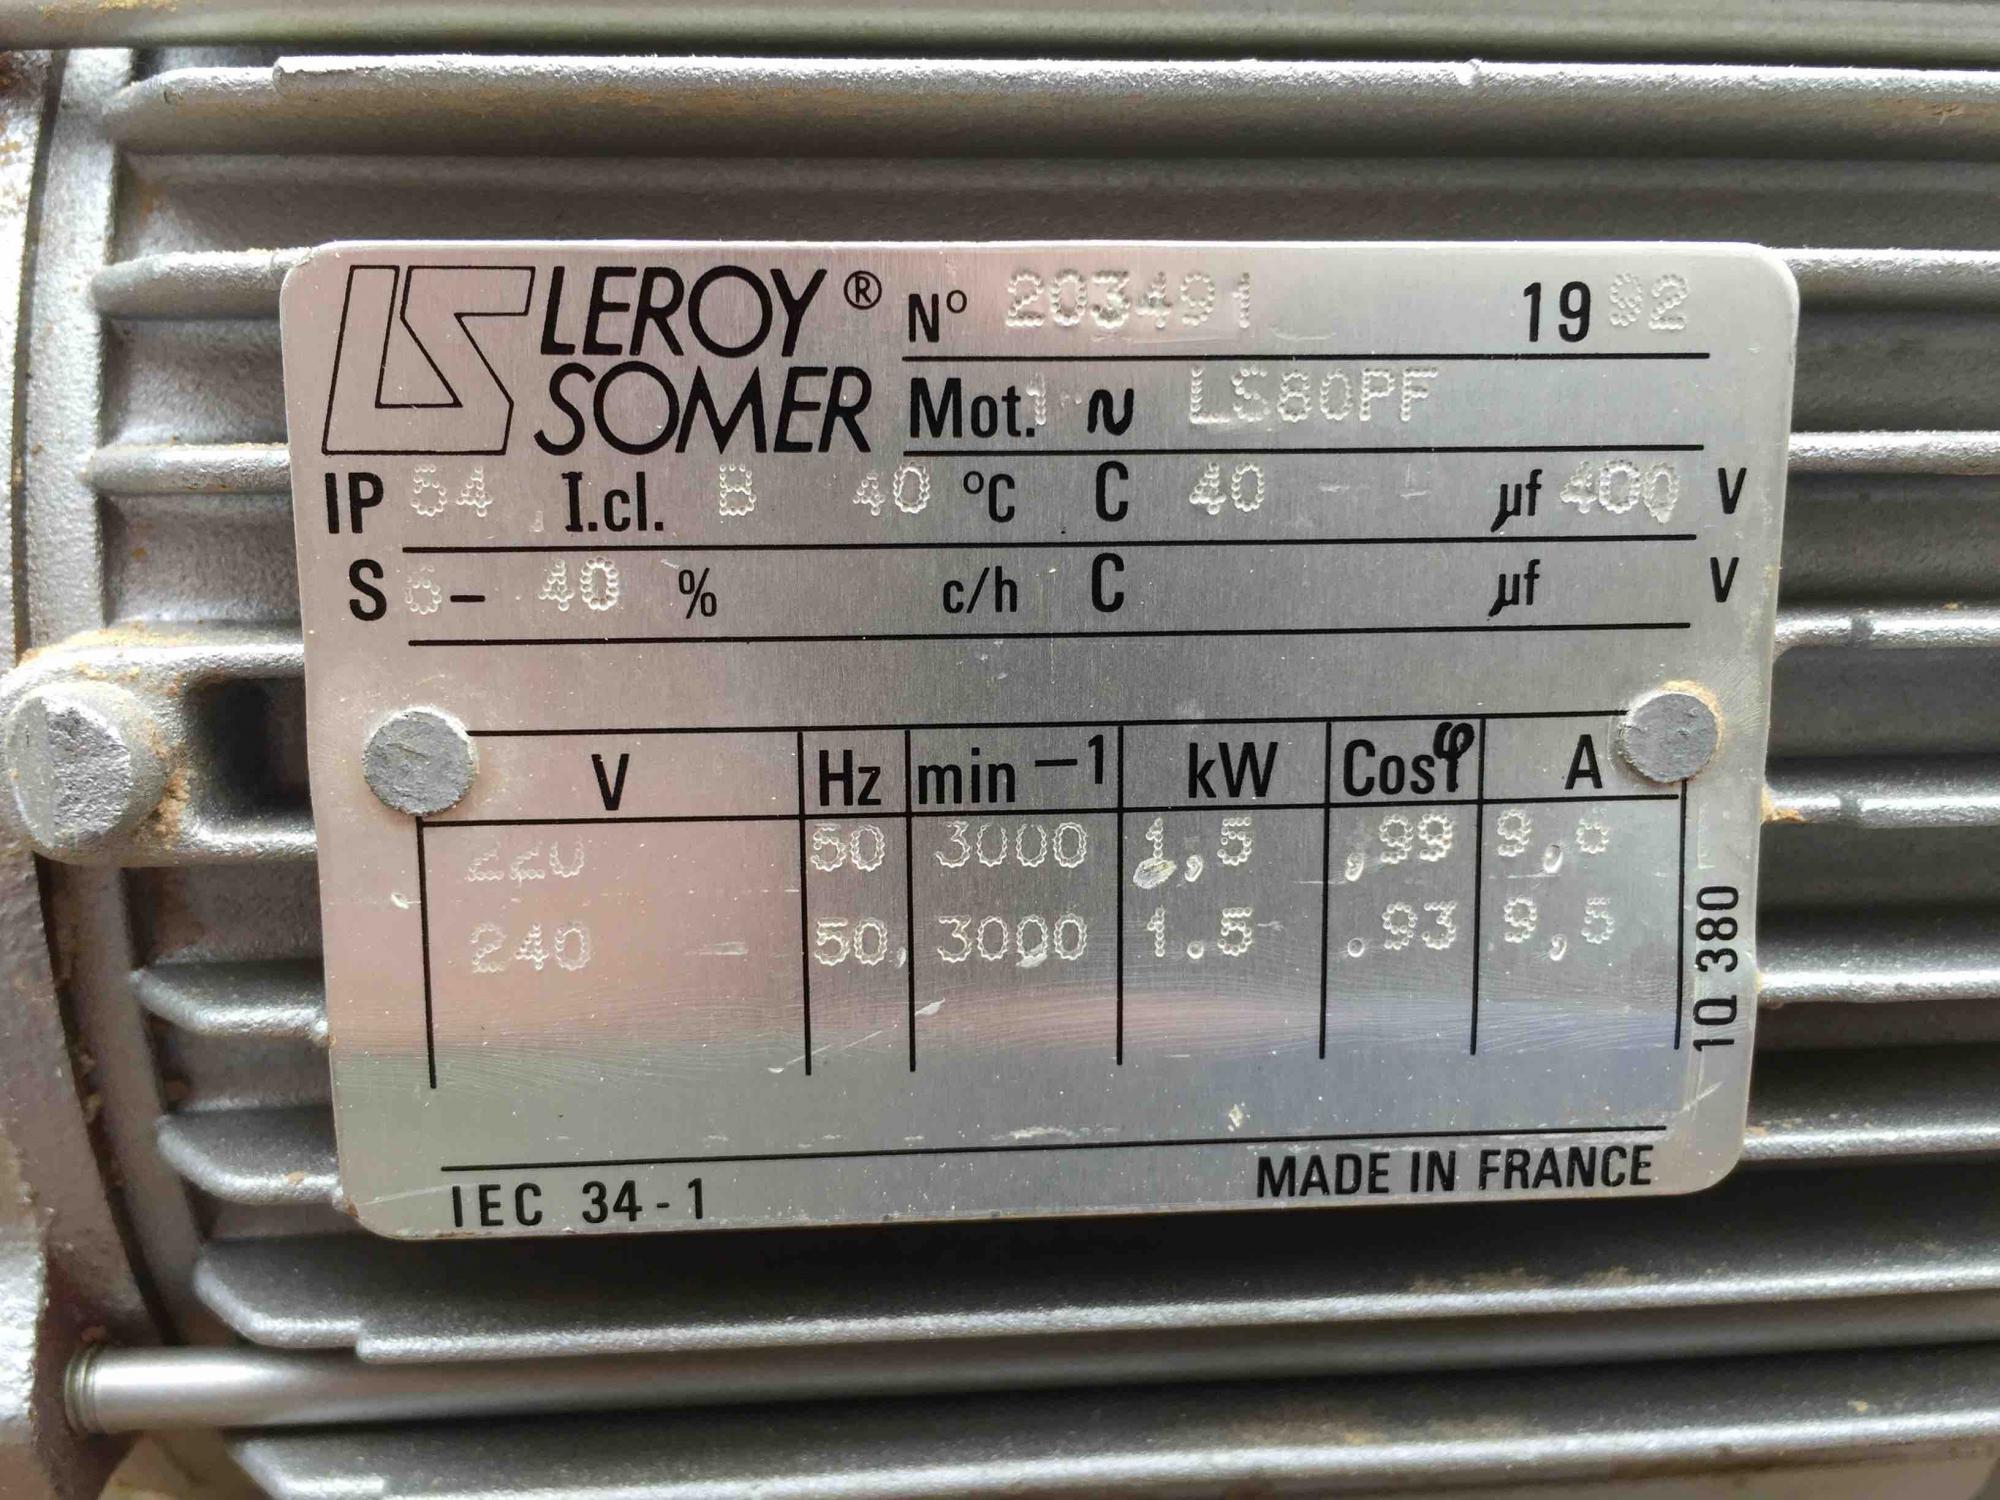 LS LEROY® N° 203491 1992
SOMER Mot. 1 ~ LS80PF
IP 54 I.cl. B 40 °C C 40 - - µf 400 V
S 6 - 40 % c/h C µf V
V Hz min -1 kW Cosφ A
220 50 3000 1,5 ,99 9,6
240 50 3000 1.5 .93 9,5
1Q 380
IEC 34-1 MADE IN FRANCE